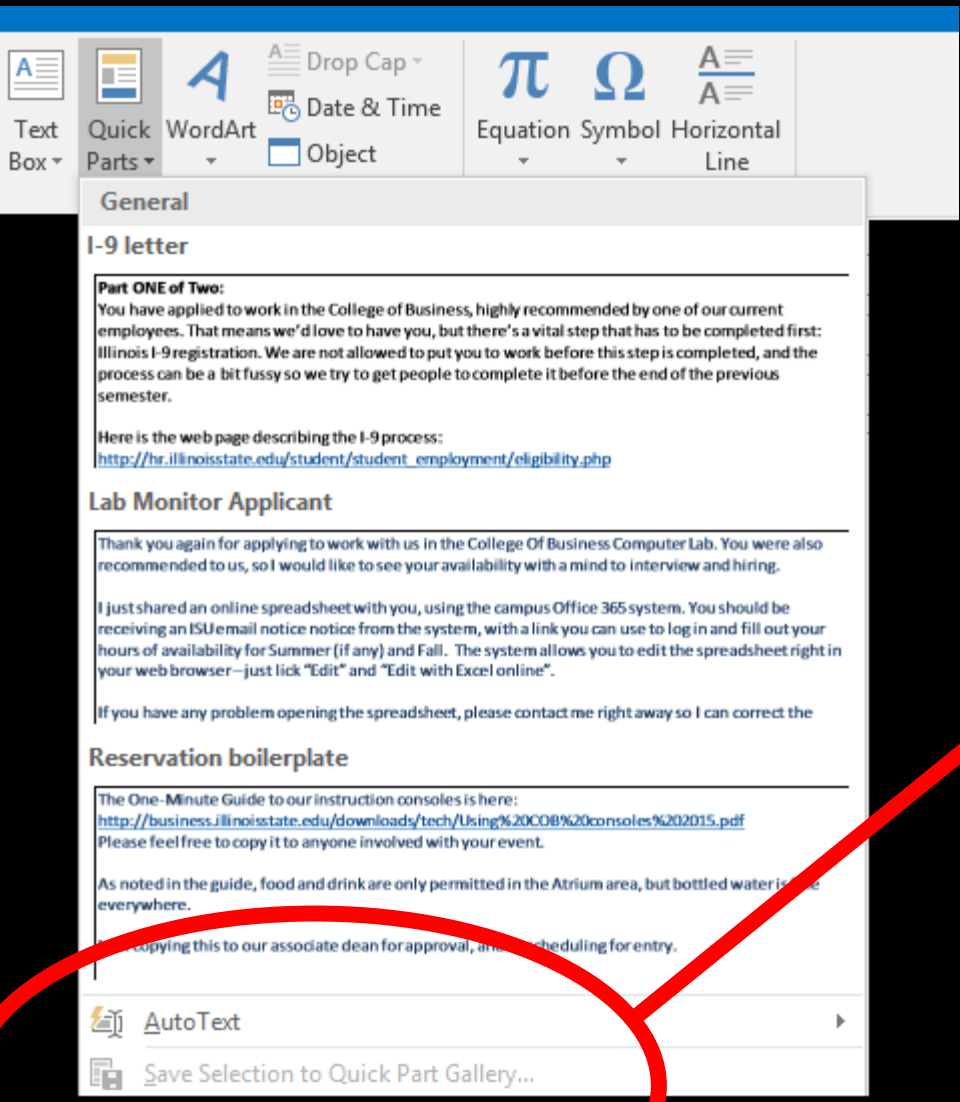 Text Box
Quick Parts
WordArt
Drop Cap
Date & Time
Object
Equation
Symbol
Horizontal Line
General
I-9 letter
Part ONE of Two:
You have applied to work in the College of Business, highly recommended by one of our current
employees. That means we'd love to have you, but there's a vital step that has to be completed first:
Illinois I-9 registration. We are not allowed to put you to work before this step is completed, and the
process can be a bit fussy so we try to get people to complete it before the end of the previous
semester.
Here is the web page describing the I-9 process:
http://hr.illinoisstate.edu/student/student_employment/eligibility.php
Lab Monitor Applicant
Thank you again for applying to work with us in the College Of Business Computer Lab. You were also
recommended to us, so I would like to see your availability with a mind to interview and hiring.
I just shared an online spreadsheet with you, using the campus Office 365 system. You should be
receiving an ISU email notice notice from the system, with a link you can use to log in and fill out your
hours of availability for Summer (if any) and Fall. The system allows you to edit the spreadsheet right in
your web browser—just lick "Edit" and "Edit with Excel online".
If you have any problem opening the spreadsheet, please contact me right away so I can correct the
Reservation boilerplate
The One-Minute Guide to our instruction consoles is here:
http://business.illinoisstate.edu/downloads/tech/Using%20COB%20consoles%202015.pdf
Please feel free to copy it to anyone involved with your event.
As noted in the guide, food and drink are only permitted in the Atrium area, but bottled water is
everywhere.
copying this to our associate dean for approval, scheduling for entry.
AutoText
Save Selection to Quick Part Gallery...